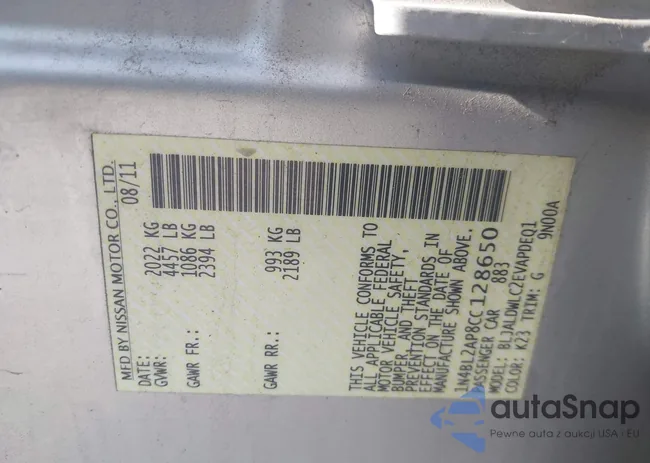 MFD BY NISSAN MOTOR CO., LTD.
DATE: 08/11
GVWR: 2022 KG
4457 LB
GAWR FR: 1086 KG
2394 LB
GAWR RR: 993 KG
2189 LB
THIS VEHICLE CONFORMS TO
ALL APPLICABLE FEDERAL
MOTOR VEHICLE SAFETY,
BUMPER, AND THEFT
PREVENTION STANDARDS IN
EFFECT ON THE DATE OF
MANUFACTURE SHOWN ABOVE.
1N4BL2AP8CC128650
PASSENGER CAR 883
MODEL: BLJALDWLCZEVAPDEQ1
COLOR: K23 TRIM: G 9N00A
autaSnap
Pewne auta z aukcji USA - EU